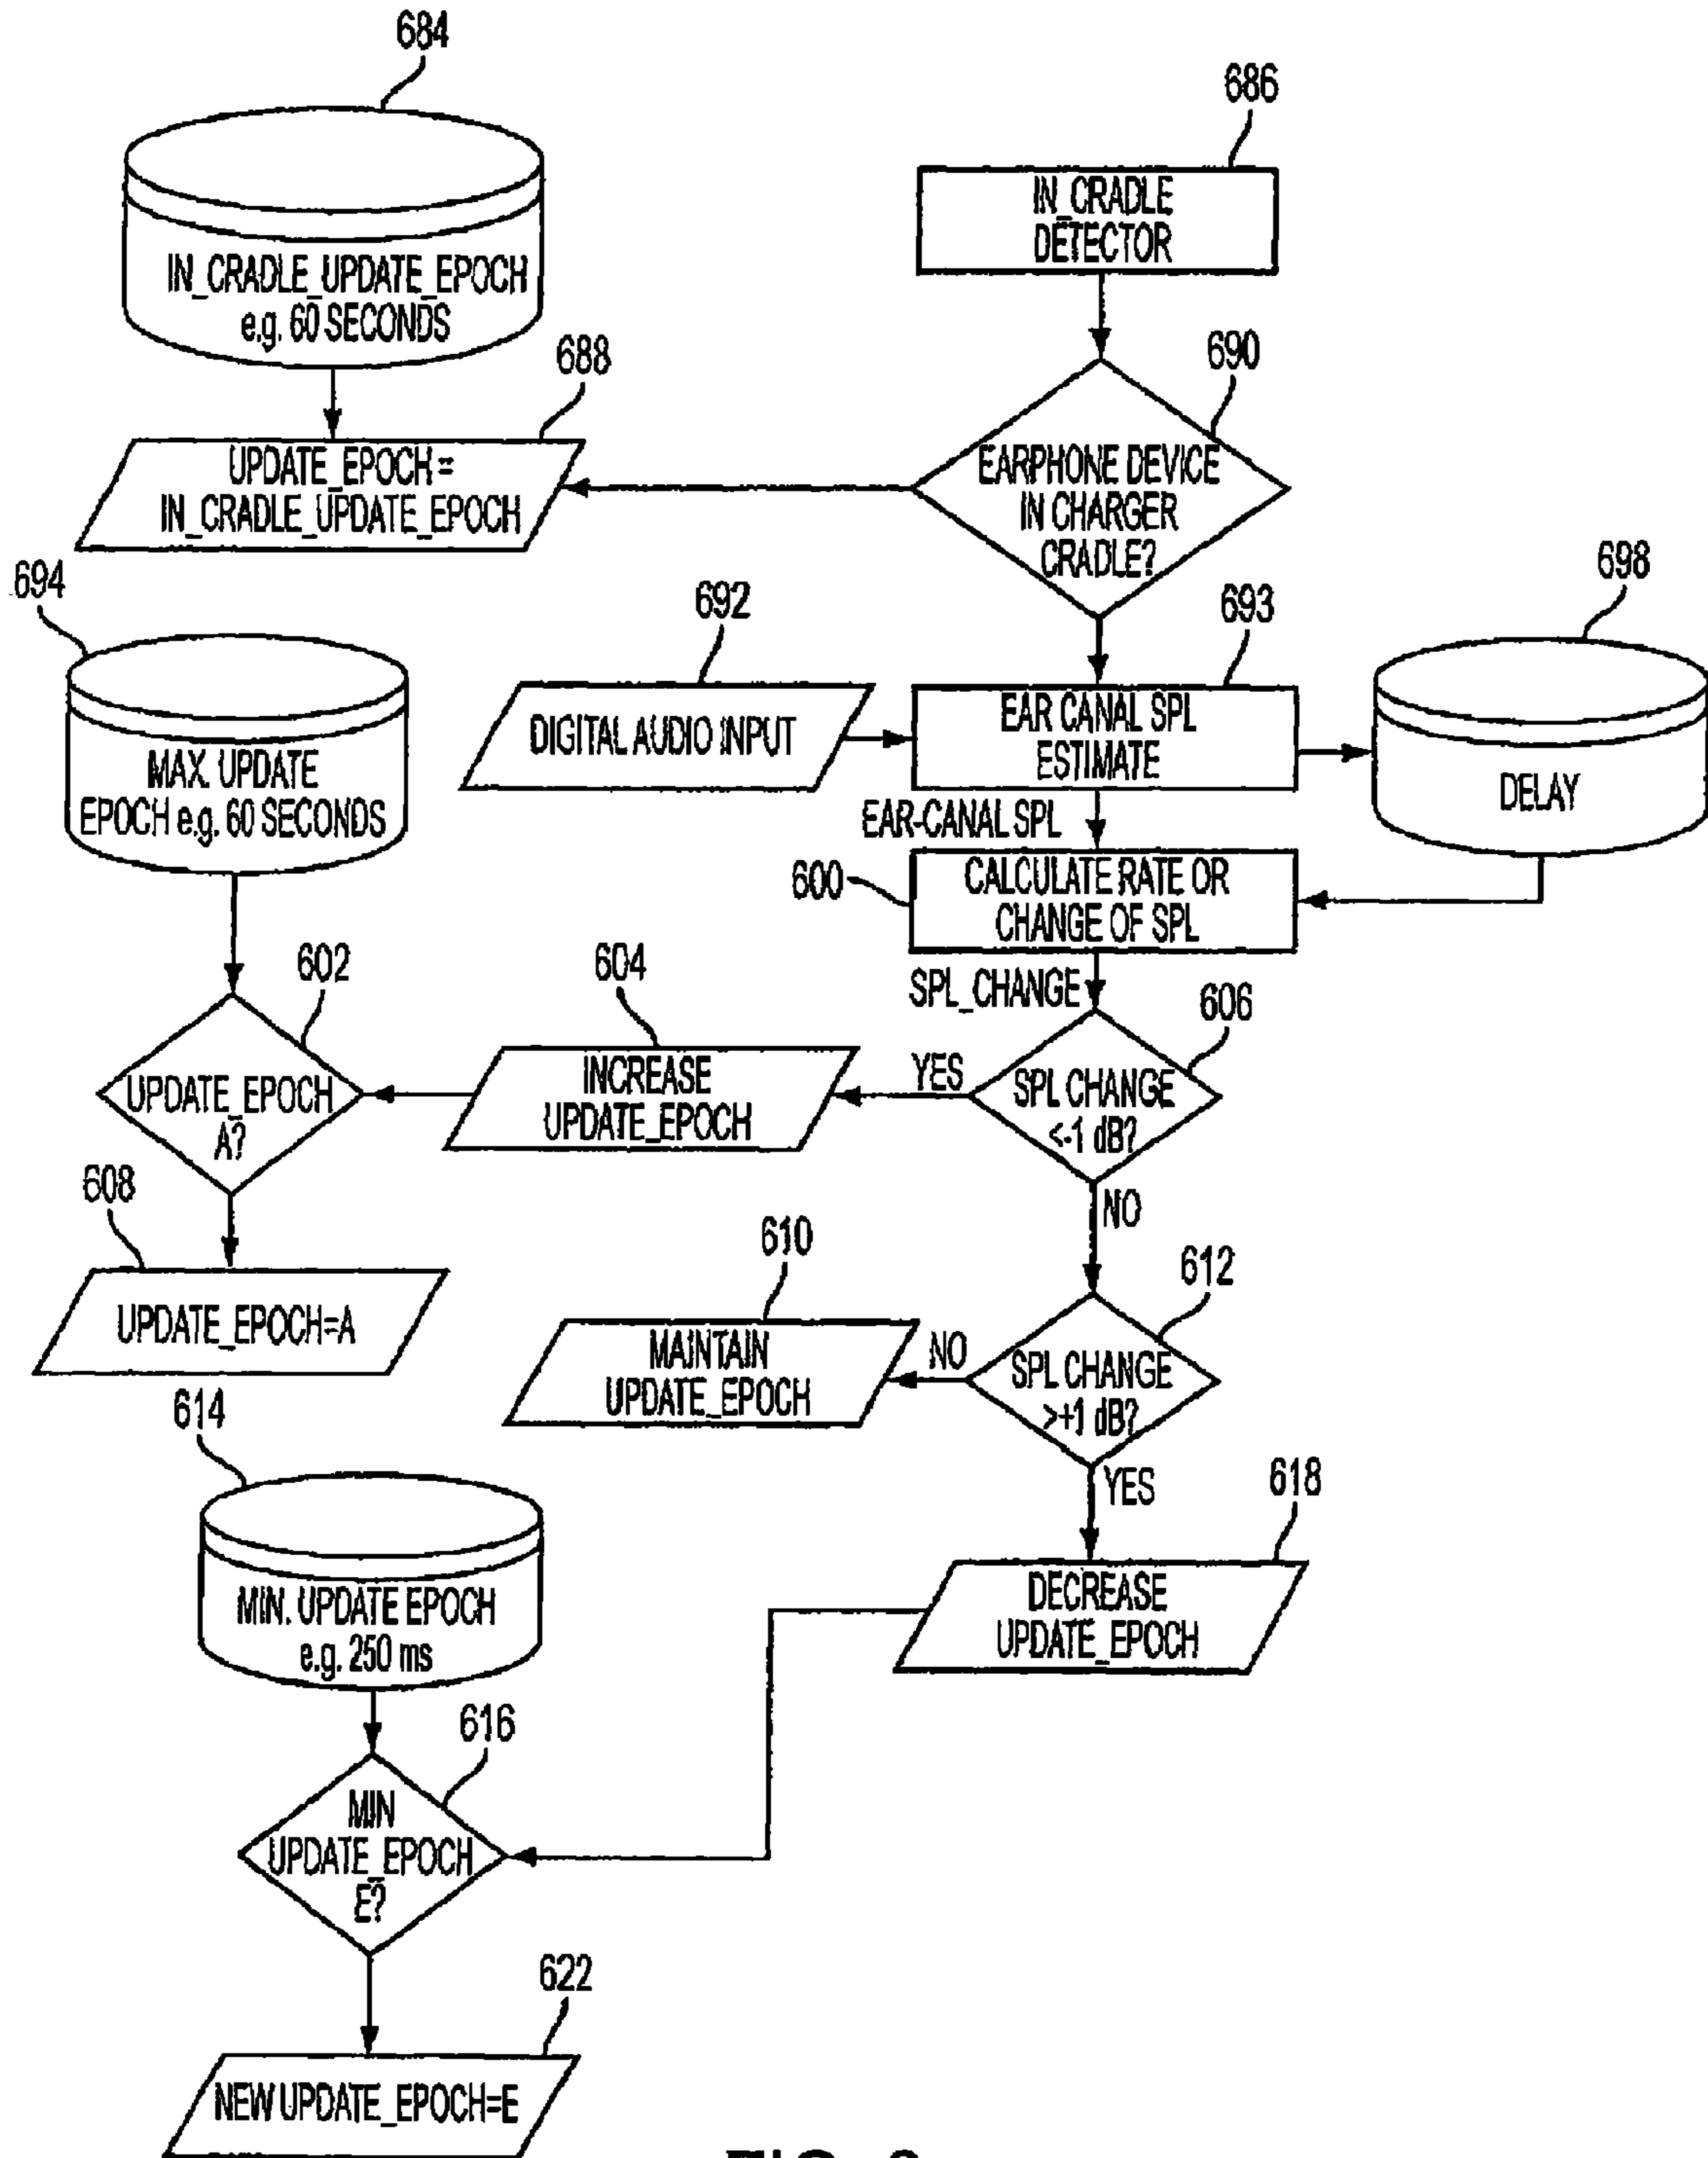 684
686
IN_CRADLE
DETECTOR
IN_CRADLE_UPDATE_EPOCH
e.g. 60 SECONDS
688
690
UPDATE_EPOCH =
IN_CRADLE_UPDATE_EPOCH
EARPHONE DEVICE
IN CHARGER
CRADLE?
694
692
693
698
MAX. UPDATE
EPOCH e.g. 60 SECONDS
DIGITAL AUDIO INPUT
EAR CANAL SPL
ESTIMATE
DELAY
EAR-CANAL SPL
600
CALCULATE RATE OR
CHANGE OF SPL
602
604
SPL_CHANGE
606
UPDATE_EPOCH
A?
INCREASE
UPDATE_EPOCH
YES
SPL CHANGE
<-1 dB?
608
NO
610
612
UPDATE_EPOCH=A
MAINTAIN
UPDATE_EPOCH
NO
SPL CHANGE
>+1 dB?
614
YES
618
MIN. UPDATE EPOCH
e.g. 250 ms
DECREASE
UPDATE_EPOCH
616
MIN
UPDATE_EPOCH
E?
622
NEW UPDATE_EPOCH=E